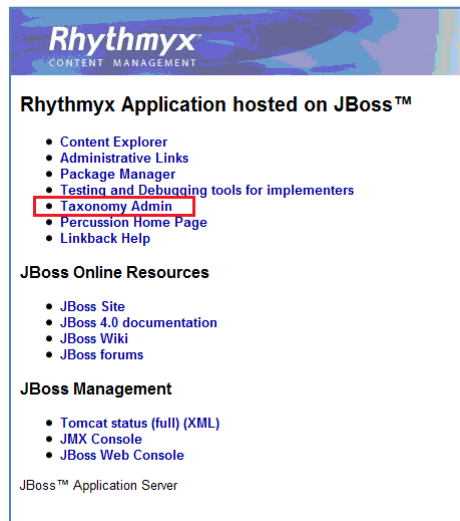 Rhythmyx
CONTENT MANAGEMENT
Rhythmyx Application hosted on JBoss™
Content Explorer
Administrative Links
Package Manager
Testing and Debugging tools for implementers
Taxonomy Admin
Percussion Home Page
Linkback Help
JBoss Online Resources
JBoss Site
JBoss 4.0 documentation
JBoss Wiki
JBoss forums
JBoss Management
Tomcat status (full) (XML)
JMX Console
JBoss Web Console
JBoss™ Application Server